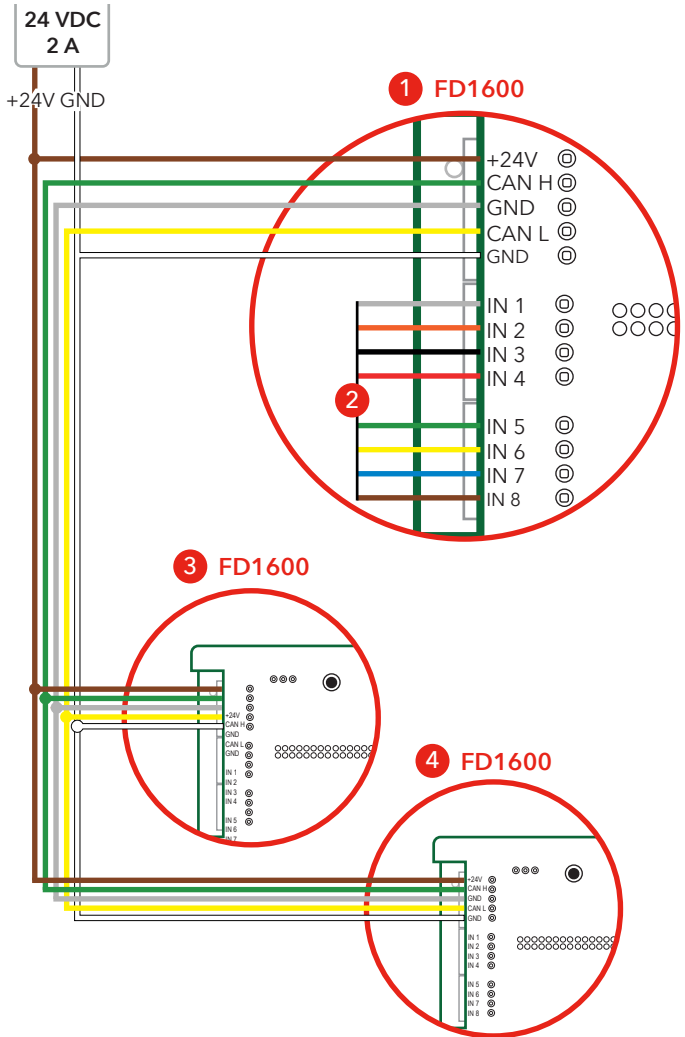 24 VDC
2 A
+24V GND
1 FD1600
+24V
CAN H
GND
CAN L
GND
IN 1
IN 2
IN 3
IN 4
2
IN 5
IN 6
IN 7
IN 8
3 FD1600
+24V
CAN H
GND
CAN L
GND
IN 1
IN 2
IN 3
IN 4
IN 5
IN 6
IN 7
4 FD1600
+24V
CAN H
GND
CAN L
GND
IN 1
IN 2
IN 3
IN 4
IN 5
IN 6
IN 7
IN 8